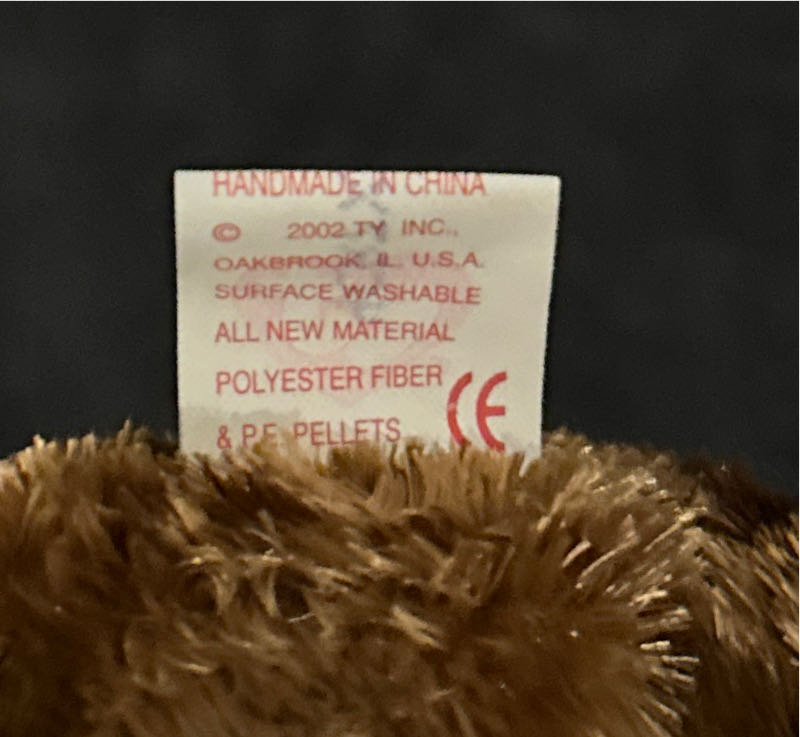 HANDMADE IN CHINA
© 2002 TY INC.,
OAKBROOK, IL, U.S.A.
SURFACE WASHABLE
ALL NEW MATERIAL
POLYESTER FIBER
& P.E. PELLETS
CE